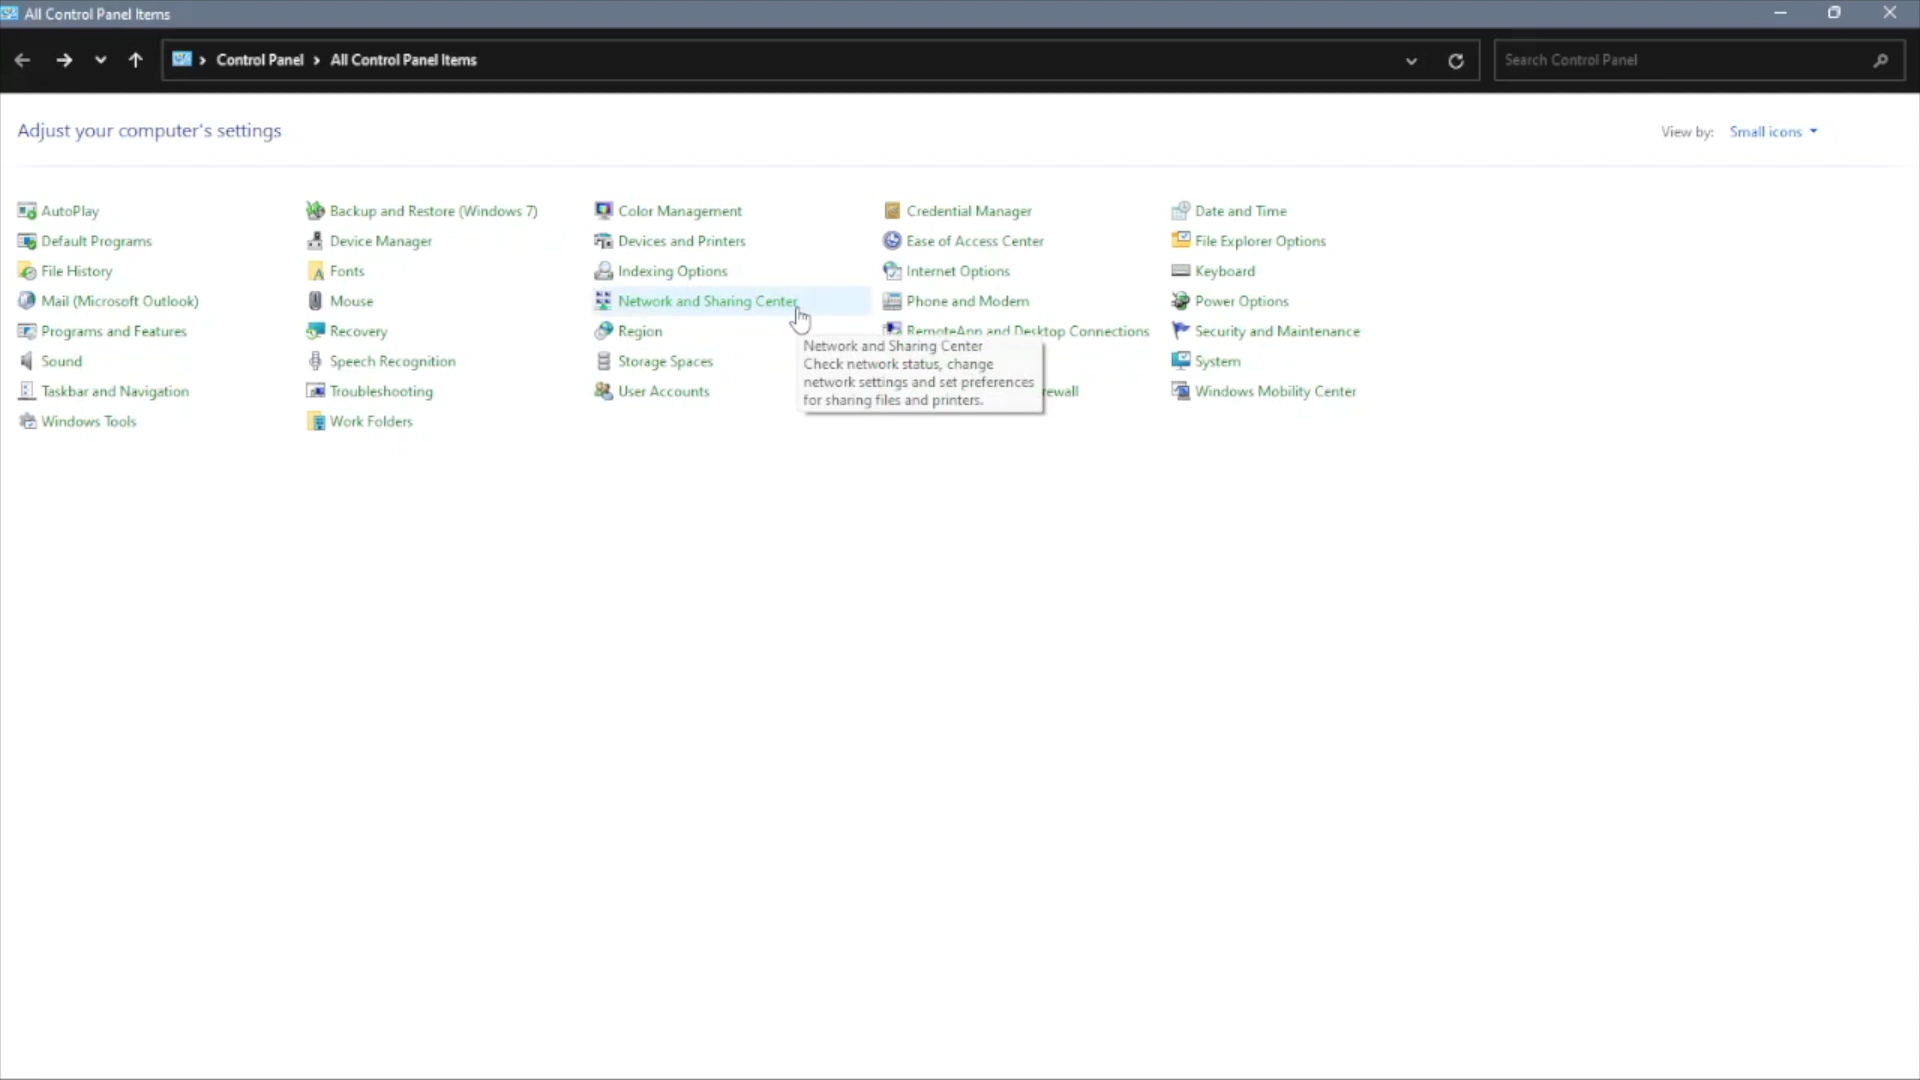 All Control Panel Items
Control Panel > All Control Panel Items
Search Control Panel
Adjust your computer's settings
View by: Small icons
AutoPlay
Backup and Restore (Windows 7)
Color Management
Credential Manager
Date and Time
Default Programs
Device Manager
Devices and Printers
Ease of Access Center
File Explorer Options
File History
Fonts
Indexing Options
Internet Options
Keyboard
Mail (Microsoft Outlook)
Mouse
Network and Sharing Center
Phone and Modem
Power Options
Programs and Features
Recovery
Region
RemoteApp and Desktop Connections
Security and Maintenance
Sound
Speech Recognition
Storage Spaces
System
Taskbar and Navigation
Troubleshooting
User Accounts
rewall
Windows Mobility Center
Windows Tools
Work Folders
Network and Sharing Center
Check network status, change
network settings and set preferences
for sharing files and printers.